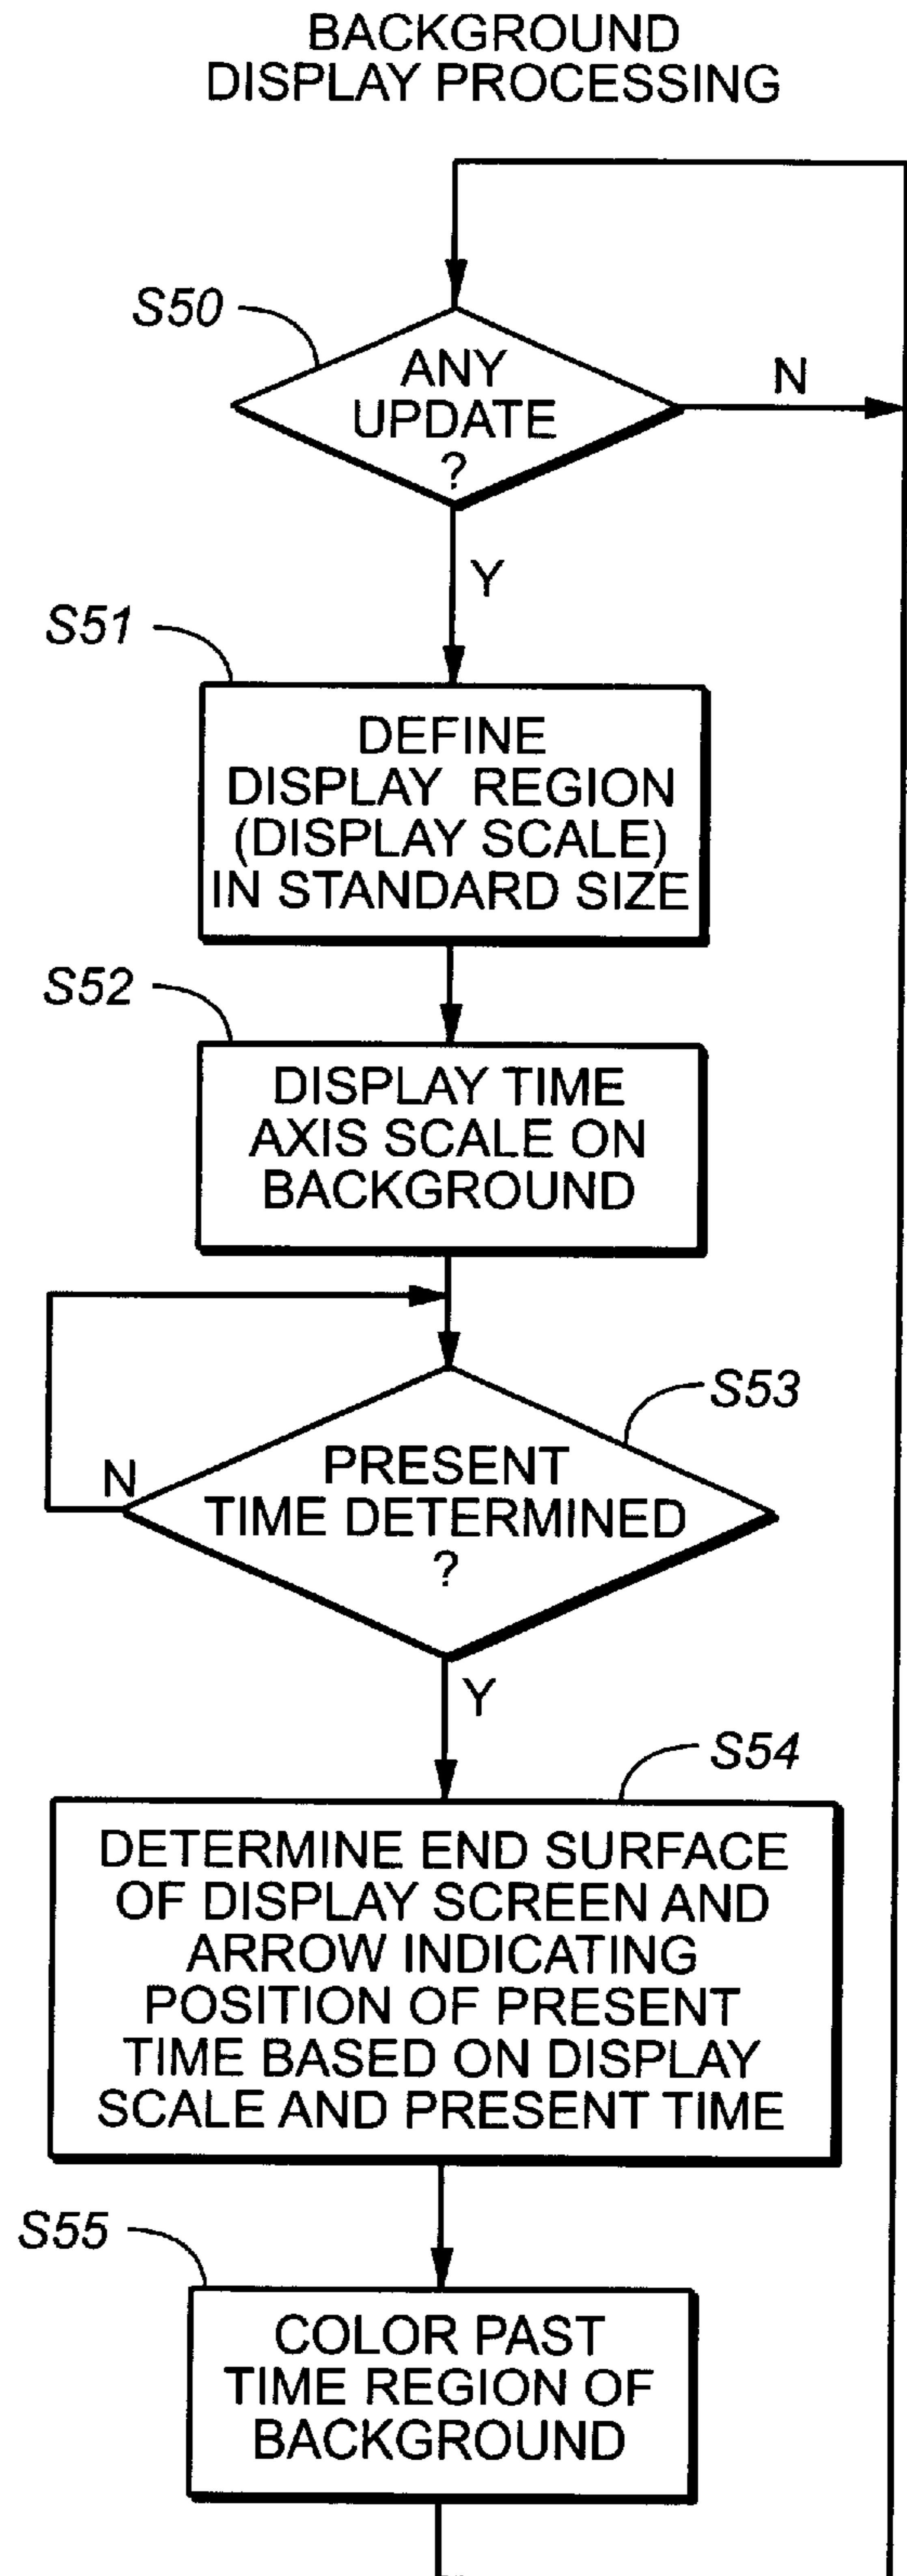 BACKGROUND
DISPLAY PROCESSING
S50
ANY
UPDATE
?
N
Y
S51
DEFINE
DISPLAY REGION
(DISPLAY SCALE)
IN STANDARD SIZE
S52
DISPLAY TIME
AXIS SCALE ON
BACKGROUND
S53
PRESENT
TIME DETERMINED
?
N
Y
S54
DETERMINE END SURFACE
OF DISPLAY SCREEN AND
ARROW INDICATING
POSITION OF PRESENT
TIME BASED ON DISPLAY
SCALE AND PRESENT TIME
S55
COLOR PAST
TIME REGION OF
BACKGROUND